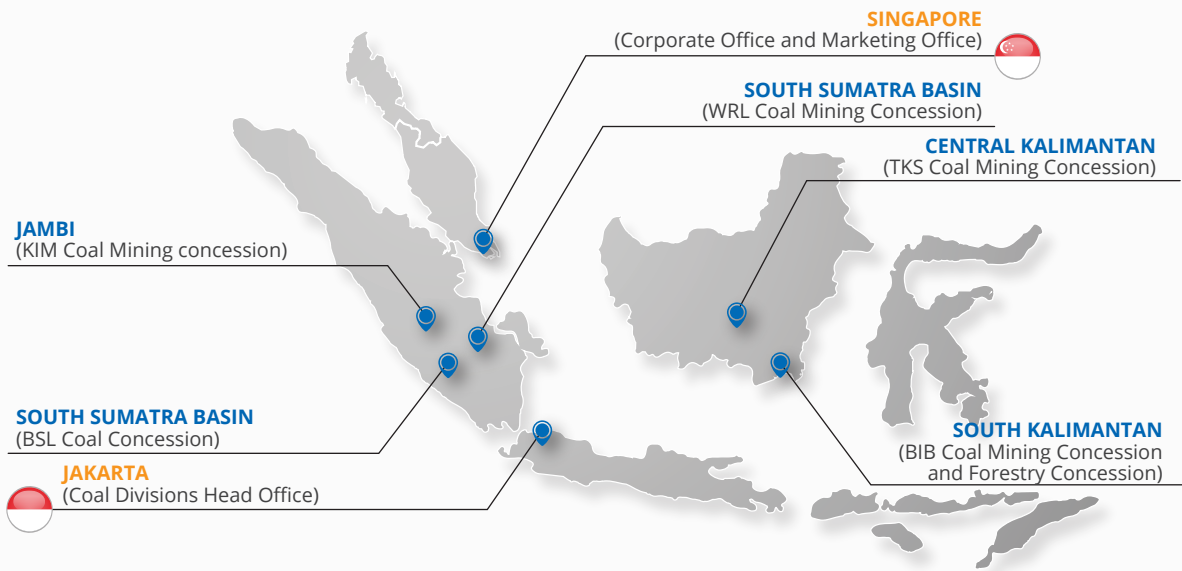 SINGAPORE
(Corporate Office and Marketing Office)
SOUTH SUMATRA BASIN
(WRL Coal Mining Concession)
CENTRAL KALIMANTAN
(TKS Coal Mining Concession)
JAMBI
(KIM Coal Mining concession)
SOUTH SUMATRA BASIN
(BSL Coal Concession)
SOUTH KALIMANTAN
(BIB Coal Mining Concession
and Forestry Concession)
JAKARTA
(Coal Divisions Head Office)